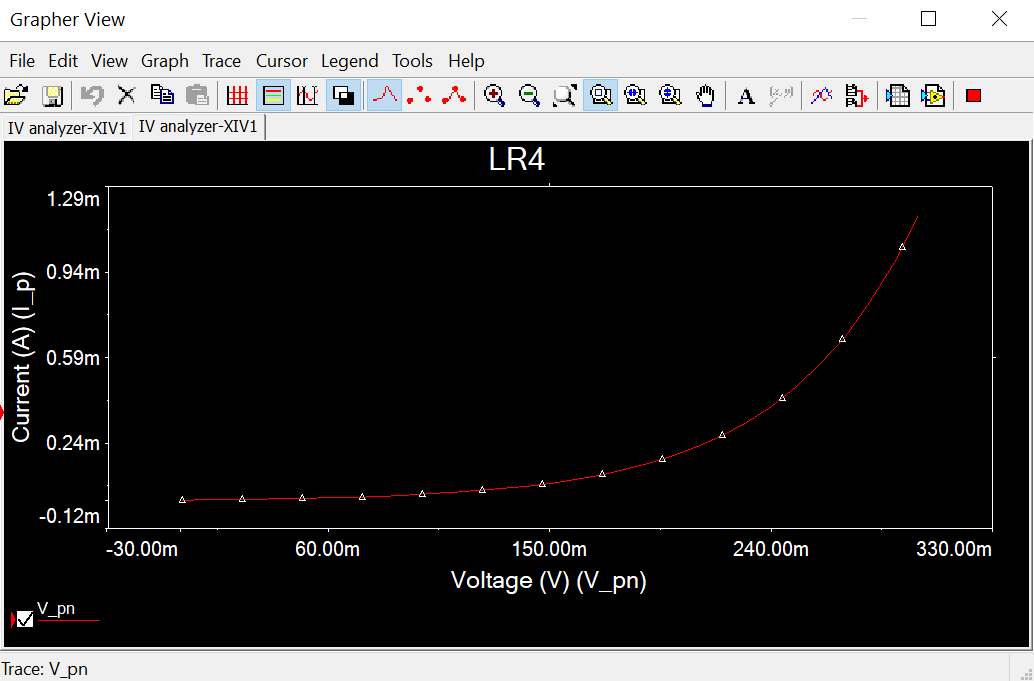 Grapher View
File Edit View Graph Trace Cursor Legend Tools Help
IV analyzer-XIV1 IV analyzer-XIV1
LR4
1.29m
0.94m
0.59m
0.24m
-0.12m
Current (A) (I_p)
-30.00m 60.00m 150.00m 240.00m 330.00m
Voltage (V) (V_pn)
V_pn
Trace: V_pn